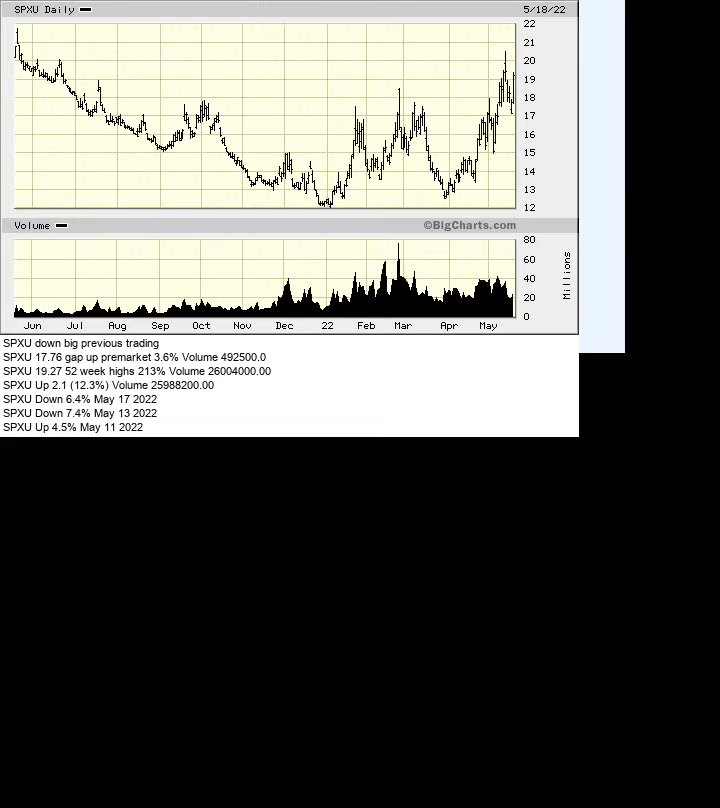 SPXU Daily 5/18/22
22
21
20
19
18
17
16
15
14
13
12
Volume ©BigCharts.com
80
60
40
20
0
Millions
Jun Jul Aug Sep Oct Nov Dec 22 Feb Mar Apr May
SPXU down big previous trading
SPXU 17.76 gap up premarket 3.6% Volume 492500.0
SPXU 19.27 52 week highs 213% Volume 26004000.00
SPXU Up 2.1 (12.3%) Volume 25988200.00
SPXU Down 6.4% May 17 2022
SPXU Down 7.4% May 13 2022
SPXU Up 4.5% May 11 2022